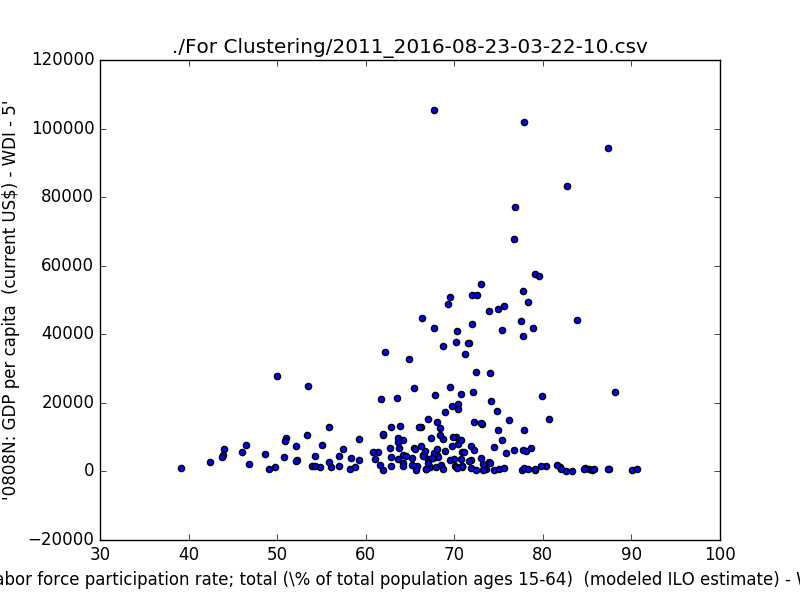 ./For Clustering/2011_2016-08-23-03-22-10.csv
120000
100000
80000
60000
40000
20000
0
−20000
'0808N: GDP per capita (current US$) - WDI - 5'
30 40 50 60 70 80 90 100
abor force participation rate; total (\% of total population ages 15-64) (modeled ILO estimate) -